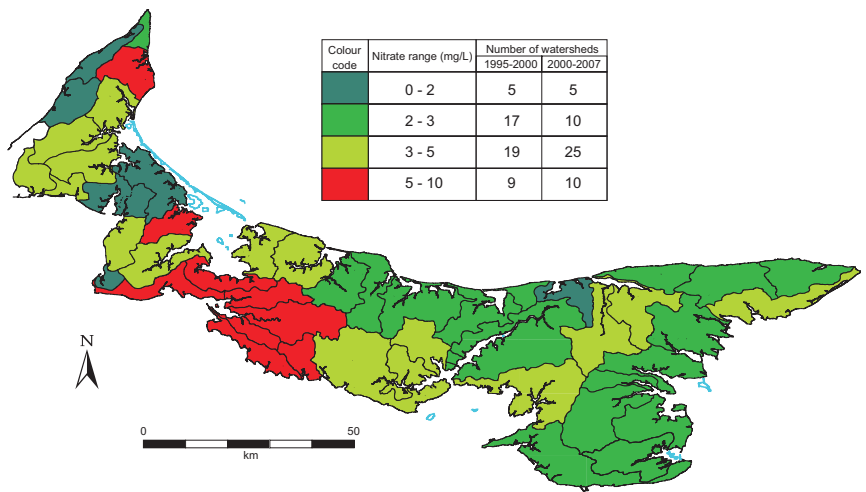 Colour code
Nitrate range (mg/L)
Number of watersheds
1995-2000
2000-2007
0 - 2 5 5
2 - 3 17 10
3 - 5 19 25
5 - 10 9 10
N
0 50
km